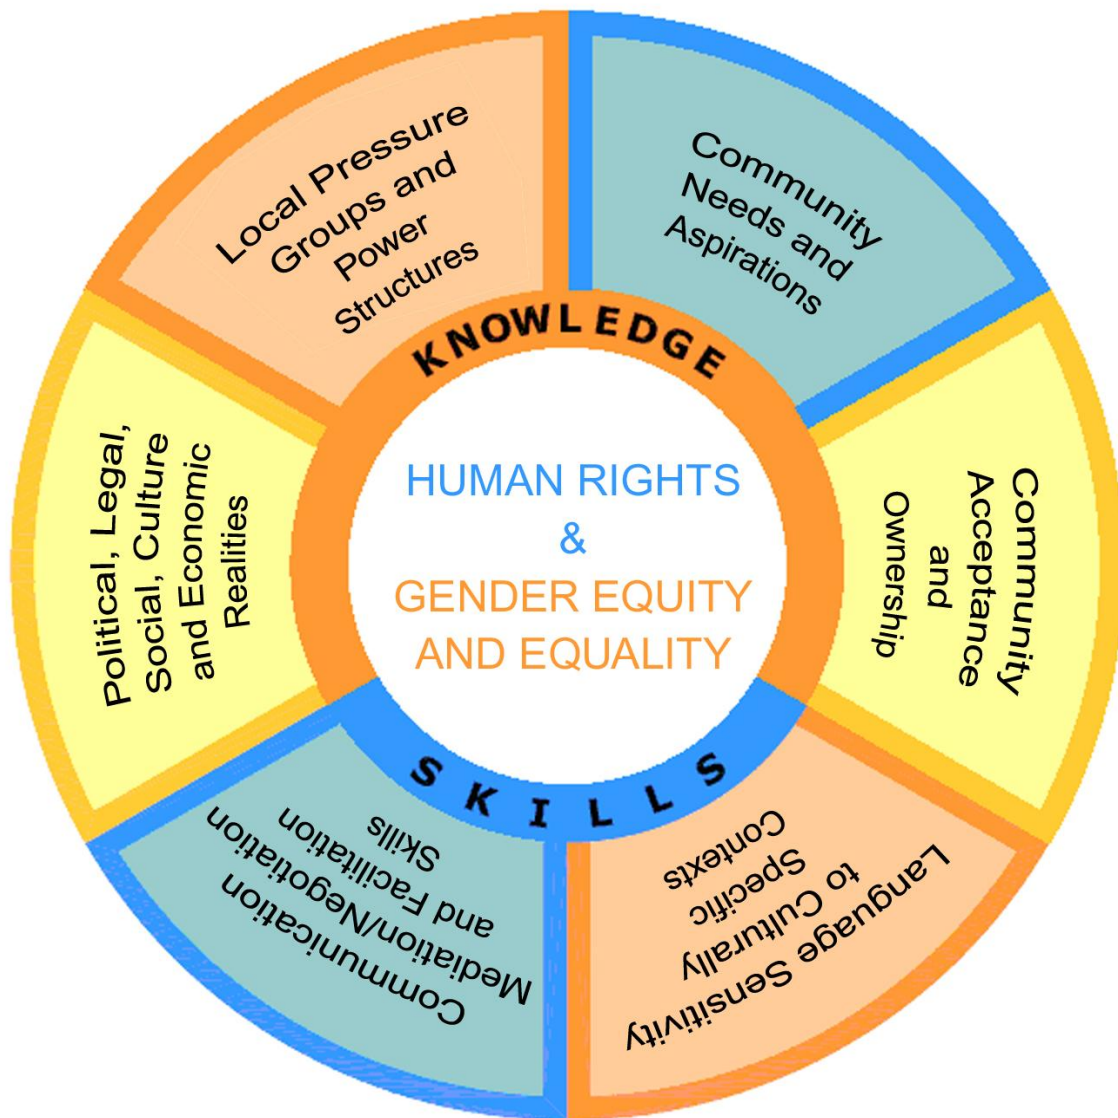 Local Pressure
Groups and
Power
Structures
Community
Needs and
Aspirations
Community
Acceptance
and
Ownership
Language Sensitivity
to Culturally
Specific
Contexts
Communication
Mediation/Negotiation
and Facilitation
Skills
Political, Legal,
Social, Culture
and Economic
Realities
KNOWLEDGE
SKILLS
HUMAN RIGHTS
&
GENDER EQUITY
AND EQUALITY